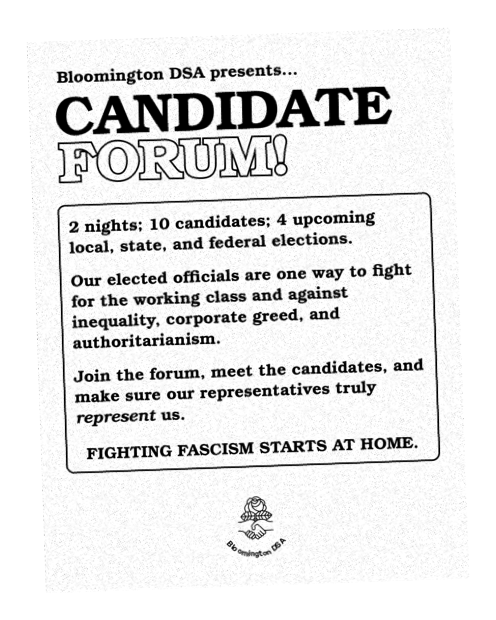 Bloomington DSA presents...
CANDIDATE
FORUM!
2 nights; 10 candidates; 4 upcoming
local, state, and federal elections.
Our elected officials are one way to fight
for the working class and against
inequality, corporate greed, and
authoritarianism.
Join the forum, meet the candidates, and
make sure our representatives truly
represent us.
FIGHTING FASCISM STARTS AT HOME.
Bloomington DSA